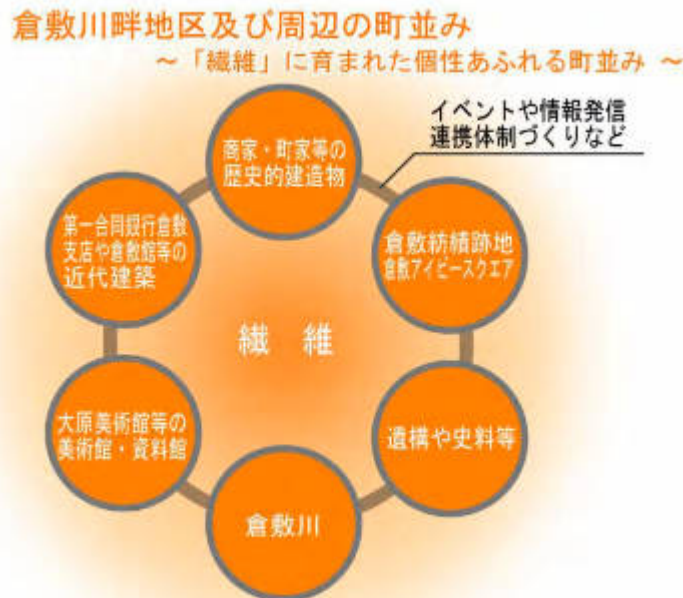 倉敷川畔地区及び周辺の町並み
～「繊維」に育まれた個性あふれる町並み～
イベントや情報発信
連携体制づくりなど
商家・町家等の
歴史的建造物
第一合同銀行倉敷
支店や倉敷館等の
近代建築
倉敷紡績跡地
倉敷アイビースクエア
繊 維
大原美術館等の
美術館・資料館
遺構や史料等
倉敷川